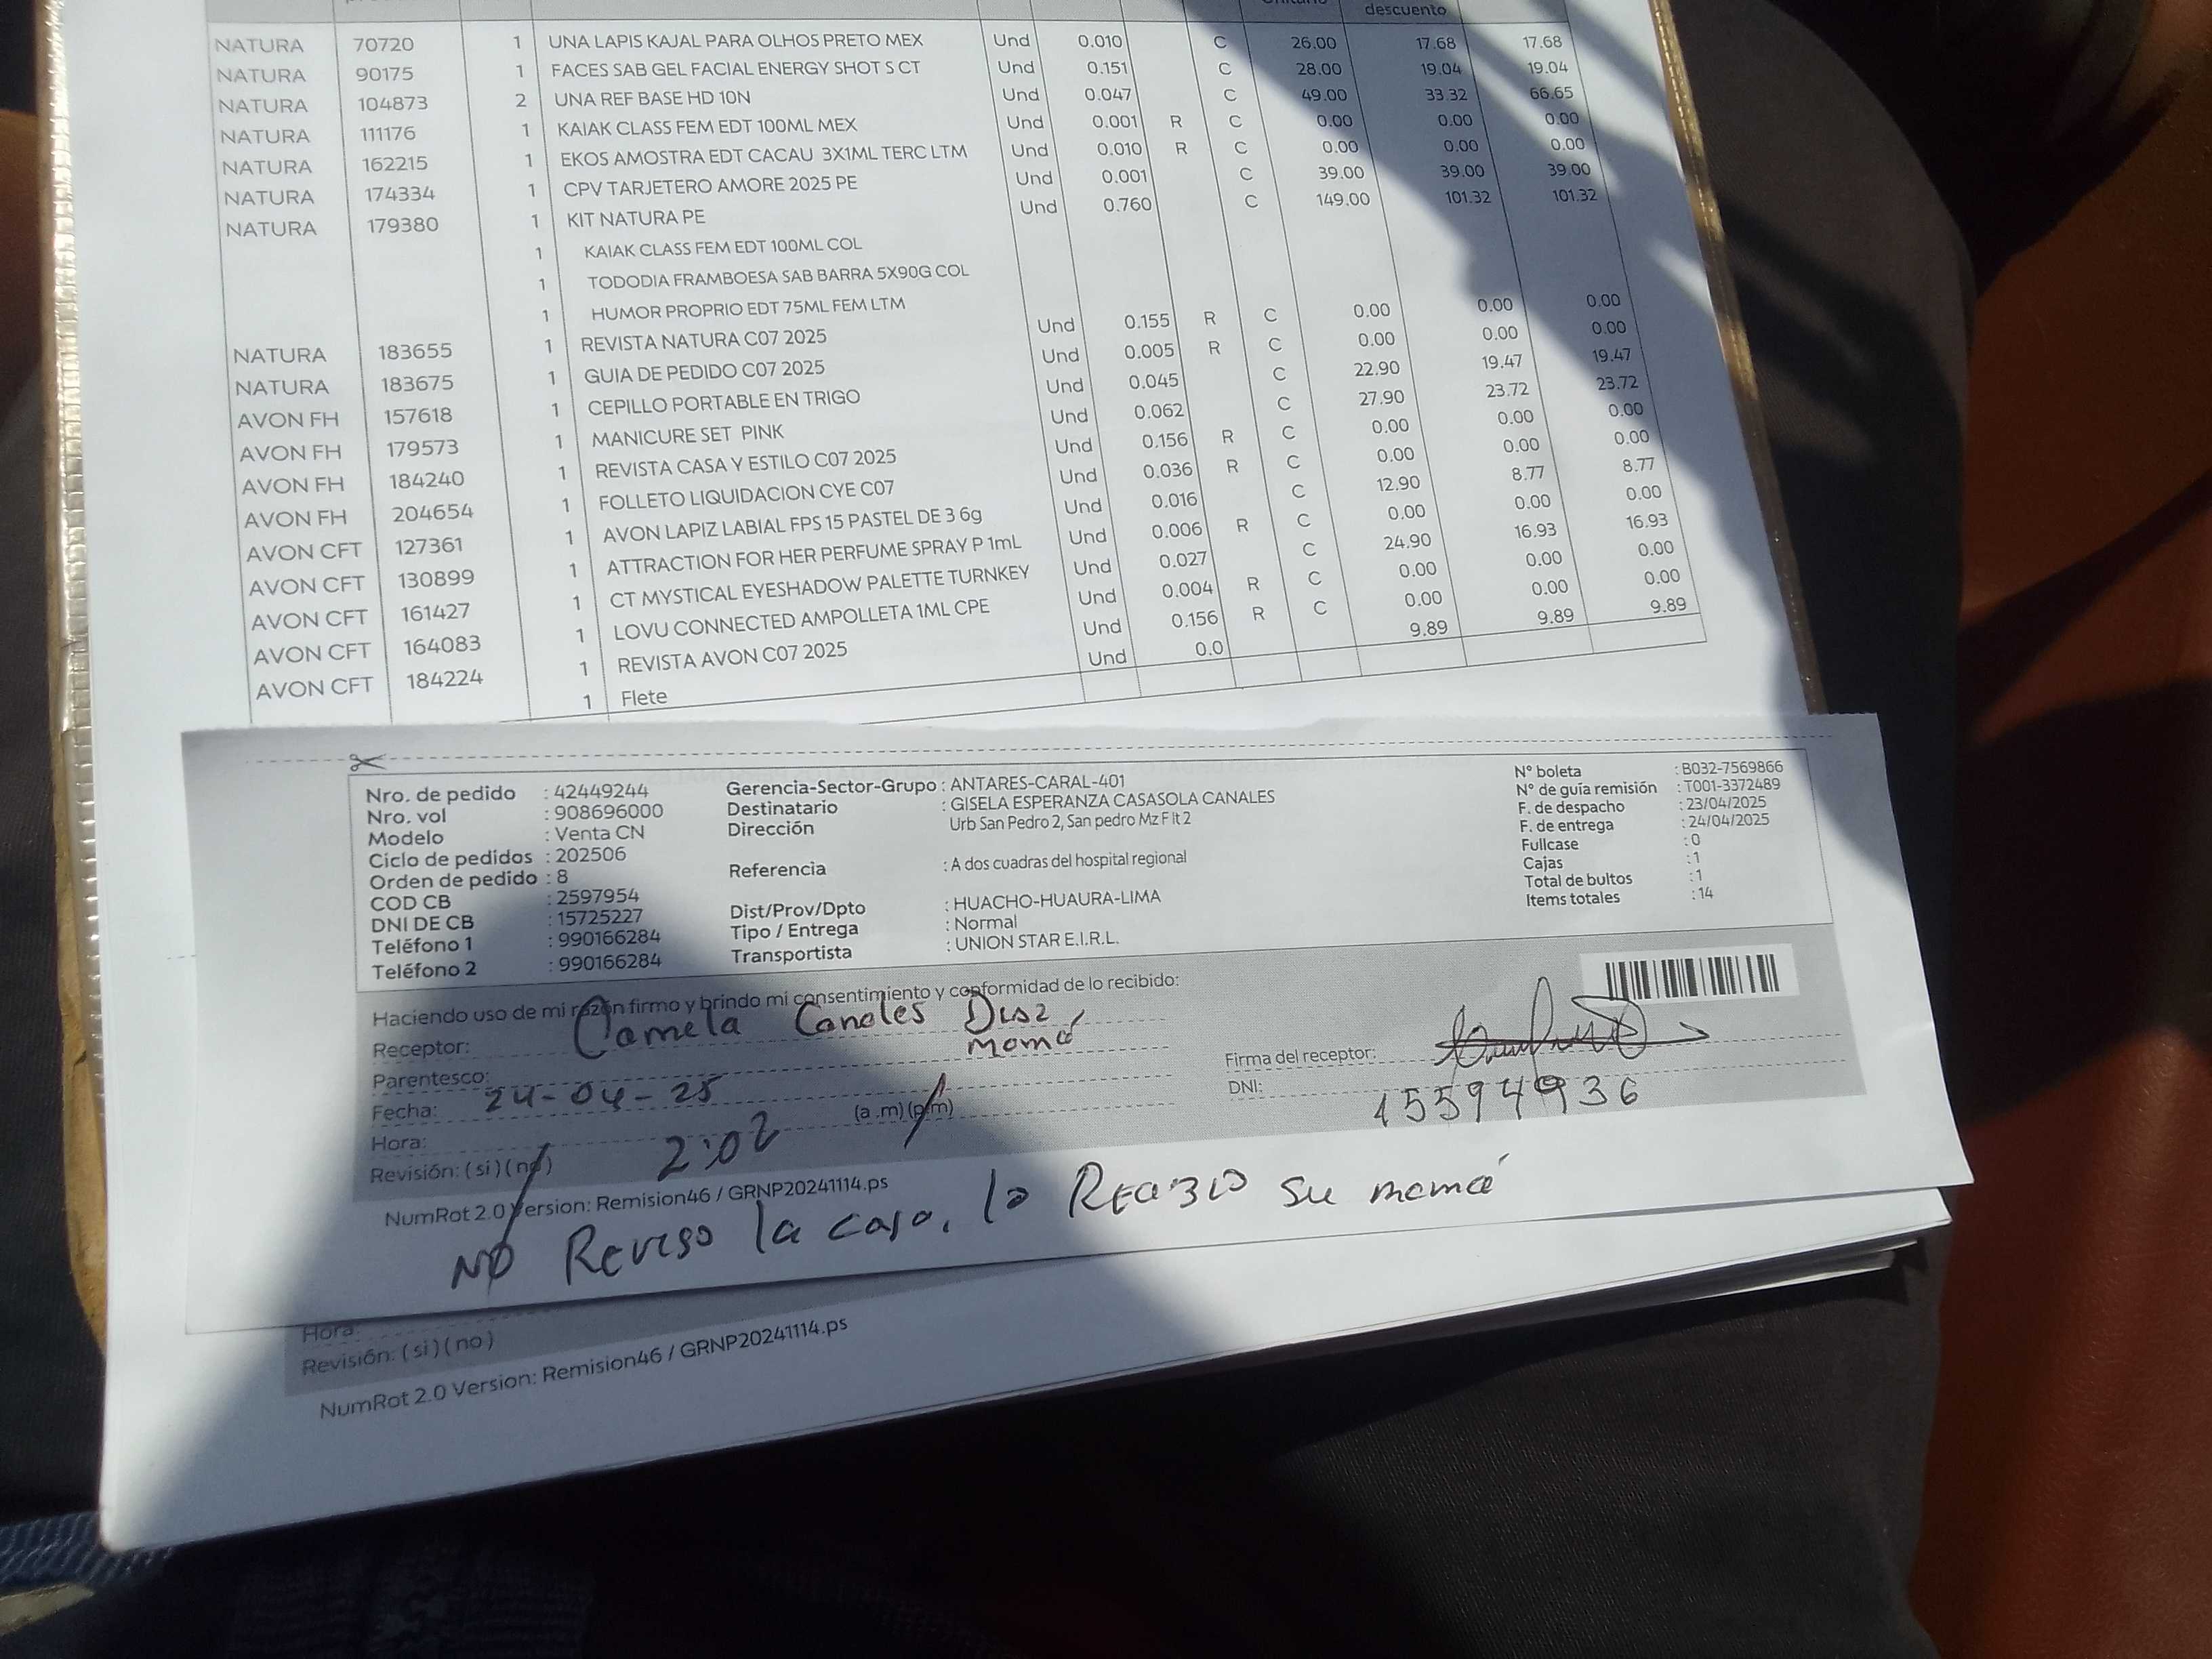 descuento
NATURA 70720 1 UNA LAPIS KAJAL PARA OLHOS PRETO MEX Und 0.010 C 26.00 17.68 17.68
NATURA 90175 1 FACES SAB GEL FACIAL ENERGY SHOT S CT Und 0.151 C 28.00 19.04 19.04
NATURA 104873 2 UNA REF BASE HD 10N Und 0.047 C 49.00 33.32 66.65
NATURA 111176 1 KAIAK CLASS FEM EDT 100ML MEX Und 0.001 R C 0.00 0.00 0.00
NATURA 162215 1 EKOS AMOSTRA EDT CACAU 3X1ML TERC LTM Und 0.010 R C 0.00 0.00 0.00
NATURA 174334 1 CPV TARJETERO AMORE 2025 PE Und 0.001 C 39.00 39.00 39.00
NATURA 179380 1 KIT NATURA PE Und 0.760 C 149.00 101.32 101.32
1 KAIAK CLASS FEM EDT 100ML COL
1 TODODIA FRAMBOESA SAB BARRA 5X90G COL
1 HUMOR PROPRIO EDT 75ML FEM LTM
NATURA 183655 1 REVISTA NATURA C07 2025 Und 0.155 R C 0.00 0.00 0.00
NATURA 183675 1 GUIA DE PEDIDO C07 2025 Und 0.005 R C 0.00 0.00 0.00
AVON FH 157618 1 CEPILLO PORTABLE EN TRIGO Und 0.045 C 22.90 19.47 19.47
AVON FH 179573 1 MANICURE SET PINK Und 0.062 C 27.90 23.72 23.72
AVON FH 184240 1 REVISTA CASA Y ESTILO C07 2025 Und 0.156 R C 0.00 0.00 0.00
AVON FH 204654 1 FOLLETO LIQUIDACION CYE C07 Und 0.036 R C 0.00 0.00 0.00
AVON CFT 127361 1 AVON LAPIZ LABIAL FPS 15 PASTEL DE 3 6g Und 0.016 C 12.90 8.77 8.77
AVON CFT 130899 1 ATTRACTION FOR HER PERFUME SPRAY P 1mL Und 0.006 R C 0.00 0.00 0.00
AVON CFT 161427 1 CT MYSTICAL EYESHADOW PALETTE TURNKEY Und 0.027 C 24.90 16.93 16.93
AVON CFT 164083 1 LOVU CONNECTED AMPOLLETA 1ML CPE Und 0.004 R C 0.00 0.00 0.00
AVON CFT 184224 1 REVISTA AVON C07 2025 Und 0.156 R C 0.00 0.00 0.00
1 Flete Und 0.0 9.89 9.89 9.89
Nro. de pedido : 42449244
Nro. vol : 908696000
Modelo : Venta CN
Ciclo de pedidos : 202506
Orden de pedido : 8
COD CB : 2597954
DNI DE CB : 15725227
Teléfono 1 : 990166284
Teléfono 2 : 990166284
Gerencia-Sector-Grupo : ANTARES-CARAL-401
Destinatario : GISELA ESPERANZA CASASOLA CANALES
Dirección Urb San Pedro 2, San pedro Mz F lt 2
Referencia : A dos cuadras del hospital regional
Dist/Prov/Dpto : HUACHO-HUAURA-LIMA
Tipo / Entrega : Normal
Transportista : UNION STAR E.I.R.L.
N° boleta : B032-7569866
N° de guía remisión : T001-3372489
F. de despacho : 23/04/2025
F. de entrega : 24/04/2025
Fullcase : 0
Cajas : 1
Total de bultos : 1
Items totales : 14
Haciendo uso de mi razón firmo y brindo mi consentimiento y conformidad de lo recibido:
Receptor: Camela Canales Diaz
Parentesco: mamá
Fecha: 24-04-25
Hora: 2:02 (a.m)(p.m)
Revisión: (si)(no)
Firma del receptor:
DNI: 15594936
NumRot 2.0 Version: Remision46 / GRNP20241114.ps
NO Reviso la caja, lo su mamá
Hora:
Revisión: (si)(no)
NumRot 2.0 Version: Remision46 / GRNP20241114.ps